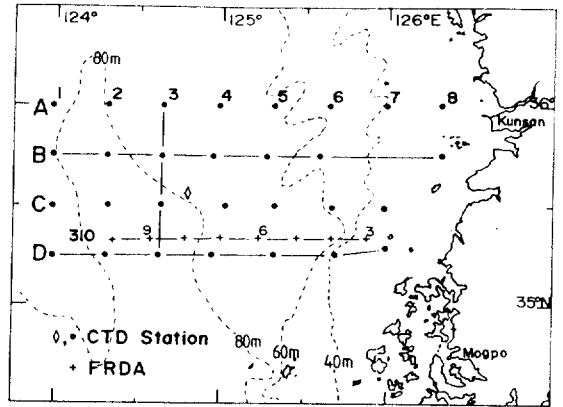 124° 125° 126°E
80m
1 2 3 4 5 6 7 8
A 36°
Kunsan
B
C
310 9 6 3
D
35°N
◊,• CTD Station
+ FRDA
80m 60m 40m
Mogpo